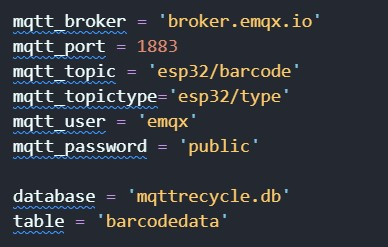 mqtt_broker = 'broker.emqx.io'
mqtt_port = 1883
mqtt_topic = 'esp32/barcode'
mqtt_topictype='esp32/type'
mqtt_user = 'emqx'
mqtt_password = 'public'

database = 'mqttrecycle.db'
table = 'barcodedata'